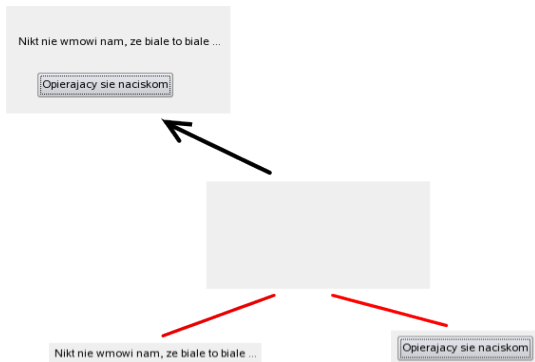 Nikt nie wmowi nam, ze biale to biale ...
Opierajacy sie naciskom
Nikt nie wmowi nam, ze biale to biale ...
Opierajacy sie naciskom